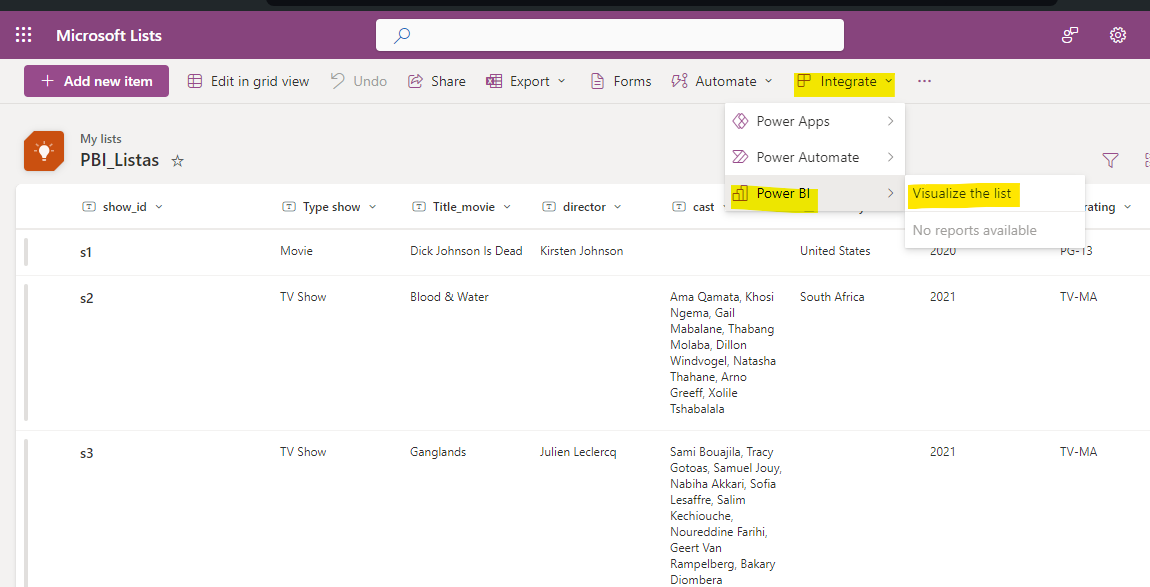 Microsoft Lists
Add new item
Edit in grid view
Undo
Share
Export
Forms
Automate
Integrate
Power Apps
Power Automate
Power BI
Visualize the list
No reports available
My lists
PBI_Listas
show_id
Type show
Title_movie
director
cast
rating
s1
Movie
Dick Johnson Is Dead
Kirsten Johnson
United States
2020
PG-13
s2
TV Show
Blood & Water
Ama Qamata, Khosi
Ngema, Gail
Mabalane, Thabang
Molaba, Dillon
Windvogel, Natasha
Thahane, Arno
Greeff, Xolile
Tshabalala
South Africa
2021
TV-MA
s3
TV Show
Ganglands
Julien Leclercq
Sami Bouajila, Tracy
Gotoas, Samuel Jouy,
Nabiha Akkari, Sofia
Lesaffre, Salim
Kechiouche,
Noureddine Farihi,
Geert Van
Rampelberg, Bakary
Diombera
2021
TV-MA